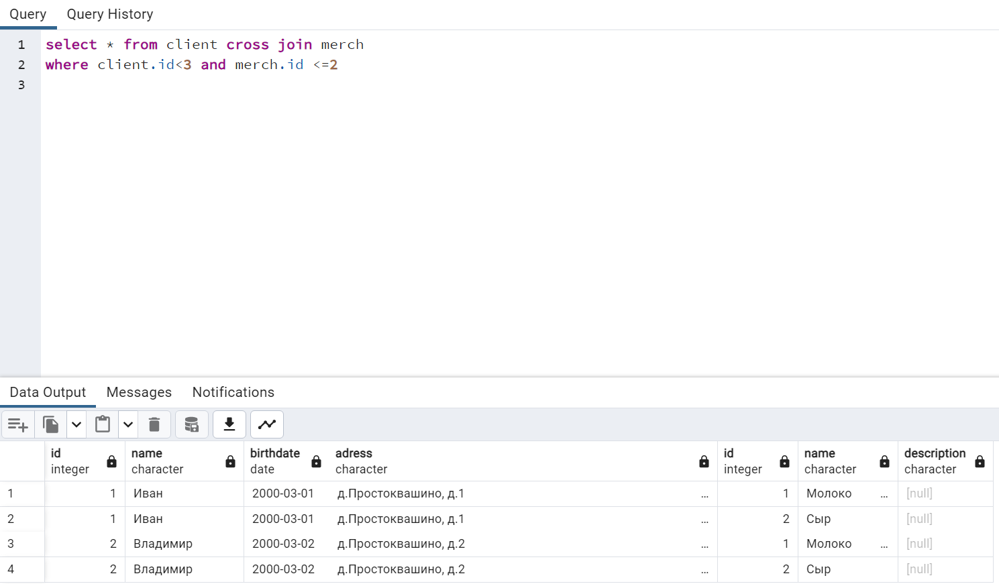 Query Query History
1 select * from client cross join merch
2 where client.id<3 and merch.id <=2
3
Data Output Messages Notifications
id name birthdate adress id name description
integer character date character integer character character
1 1 Иван 2000-03-01 д.Простоквашино, д.1 ... 1 Молоко ... [null]
2 1 Иван 2000-03-01 д.Простоквашино, д.1 ... 2 Сыр [null]
3 2 Владимир 2000-03-02 д.Простоквашино, д.2 ... 1 Молоко ... [null]
4 2 Владимир 2000-03-02 д.Простоквашино, д.2 ... 2 Сыр [null]